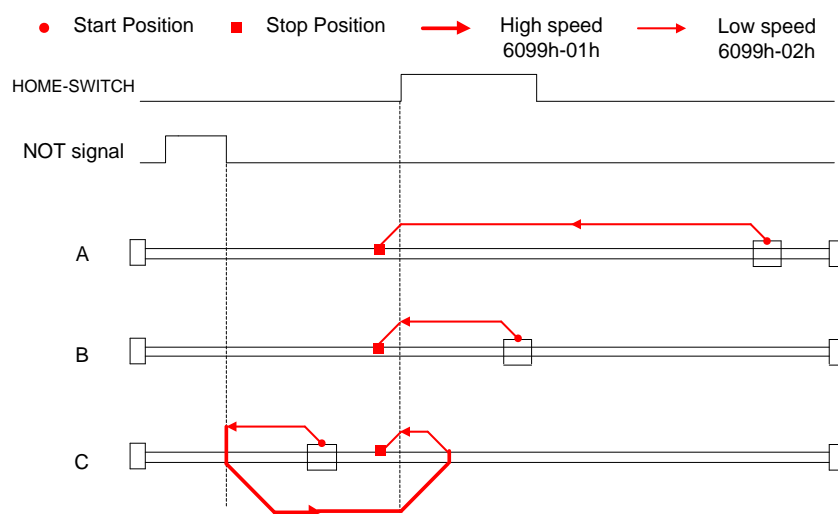 Start Position
Stop Position
High speed
6099h-01h
Low speed
6099h-02h
HOME-SWITCH
NOT signal
A
B
C